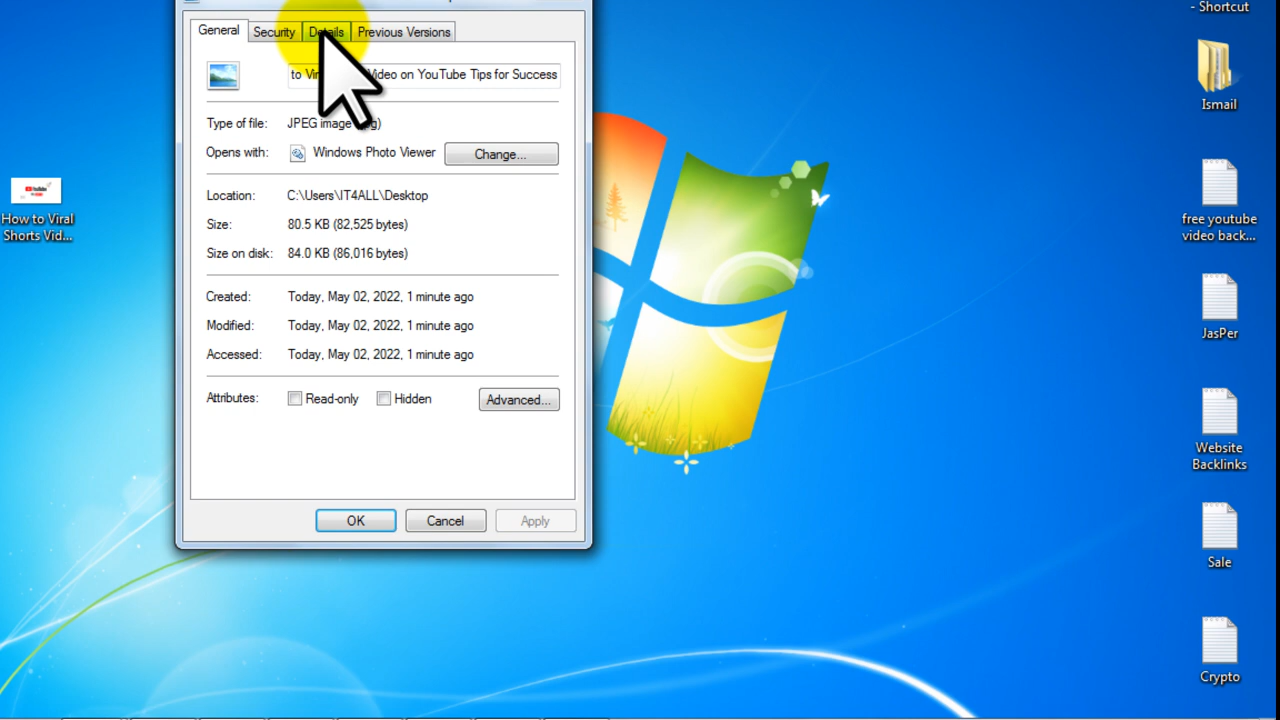 General
Security
Details
Previous Versions
to Vi
Video on YouTube Tips for Success
Type of file:
JPEG image
Opens with:
Windows Photo Viewer
Change...
Location:
C:\Users\IT4ALL\Desktop
Size:
80.5 KB (82,525 bytes)
Size on disk:
84.0 KB (86,016 bytes)
Created:
Today, May 02, 2022, 1 minute ago
Modified:
Today, May 02, 2022, 1 minute ago
Accessed:
Today, May 02, 2022, 1 minute ago
Attributes:
Read-only
Hidden
Advanced...
OK
Cancel
Apply
How to Viral
Shorts Vid...
- Shortcut
Ismail
free youtube
video back...
JasPer
Website
Backlinks
Sale
Crypto